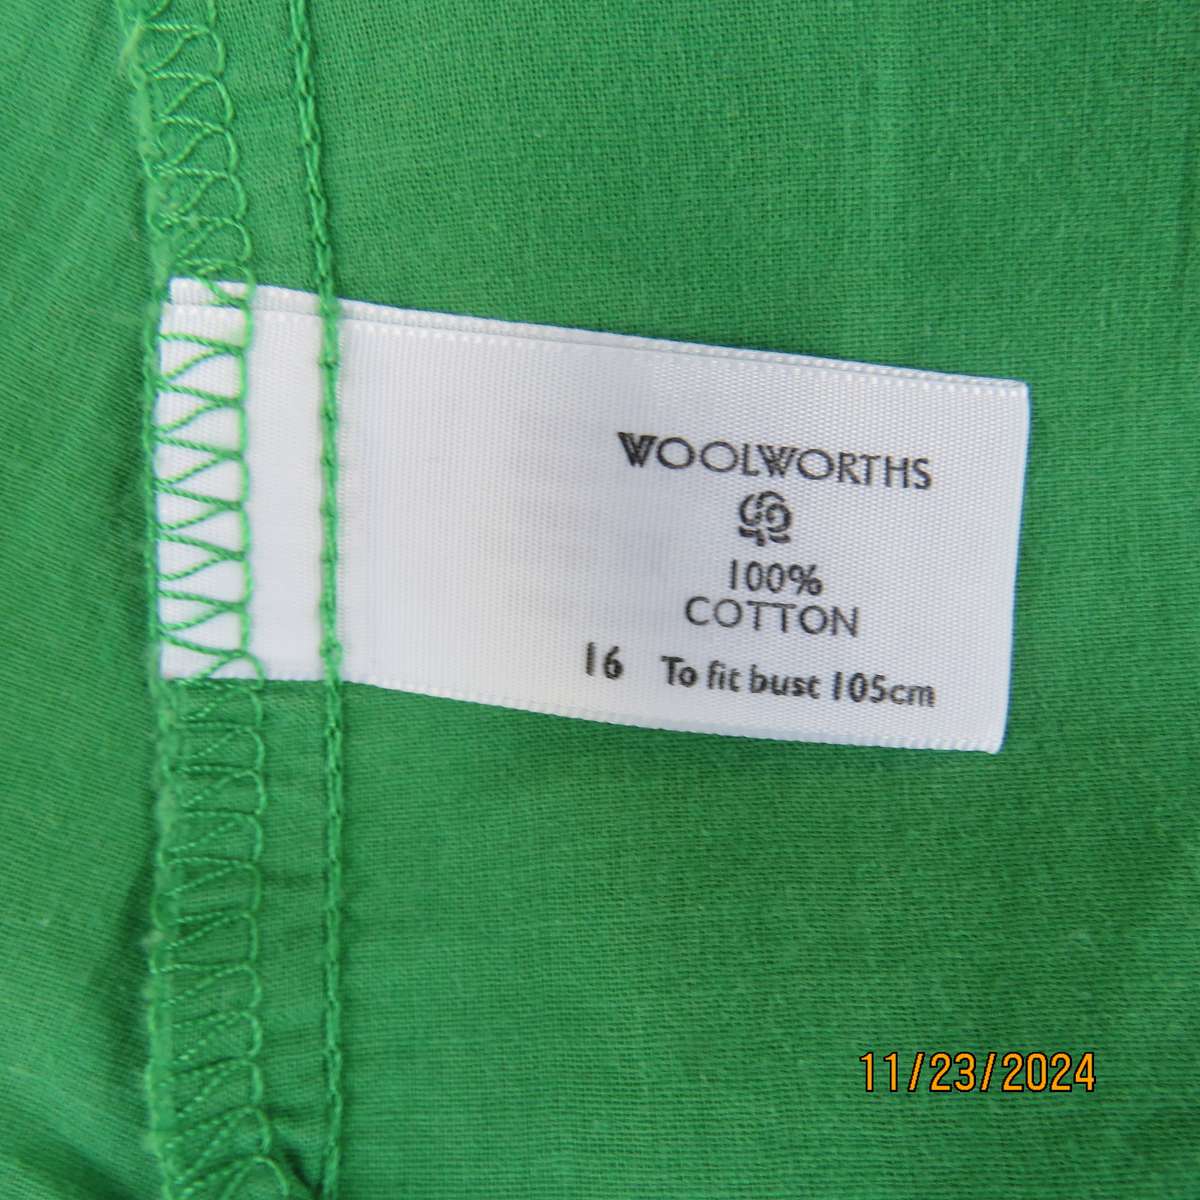 WOOLWORTHS
100%
COTTON
16 To fit bust 105cm
11/23/2024